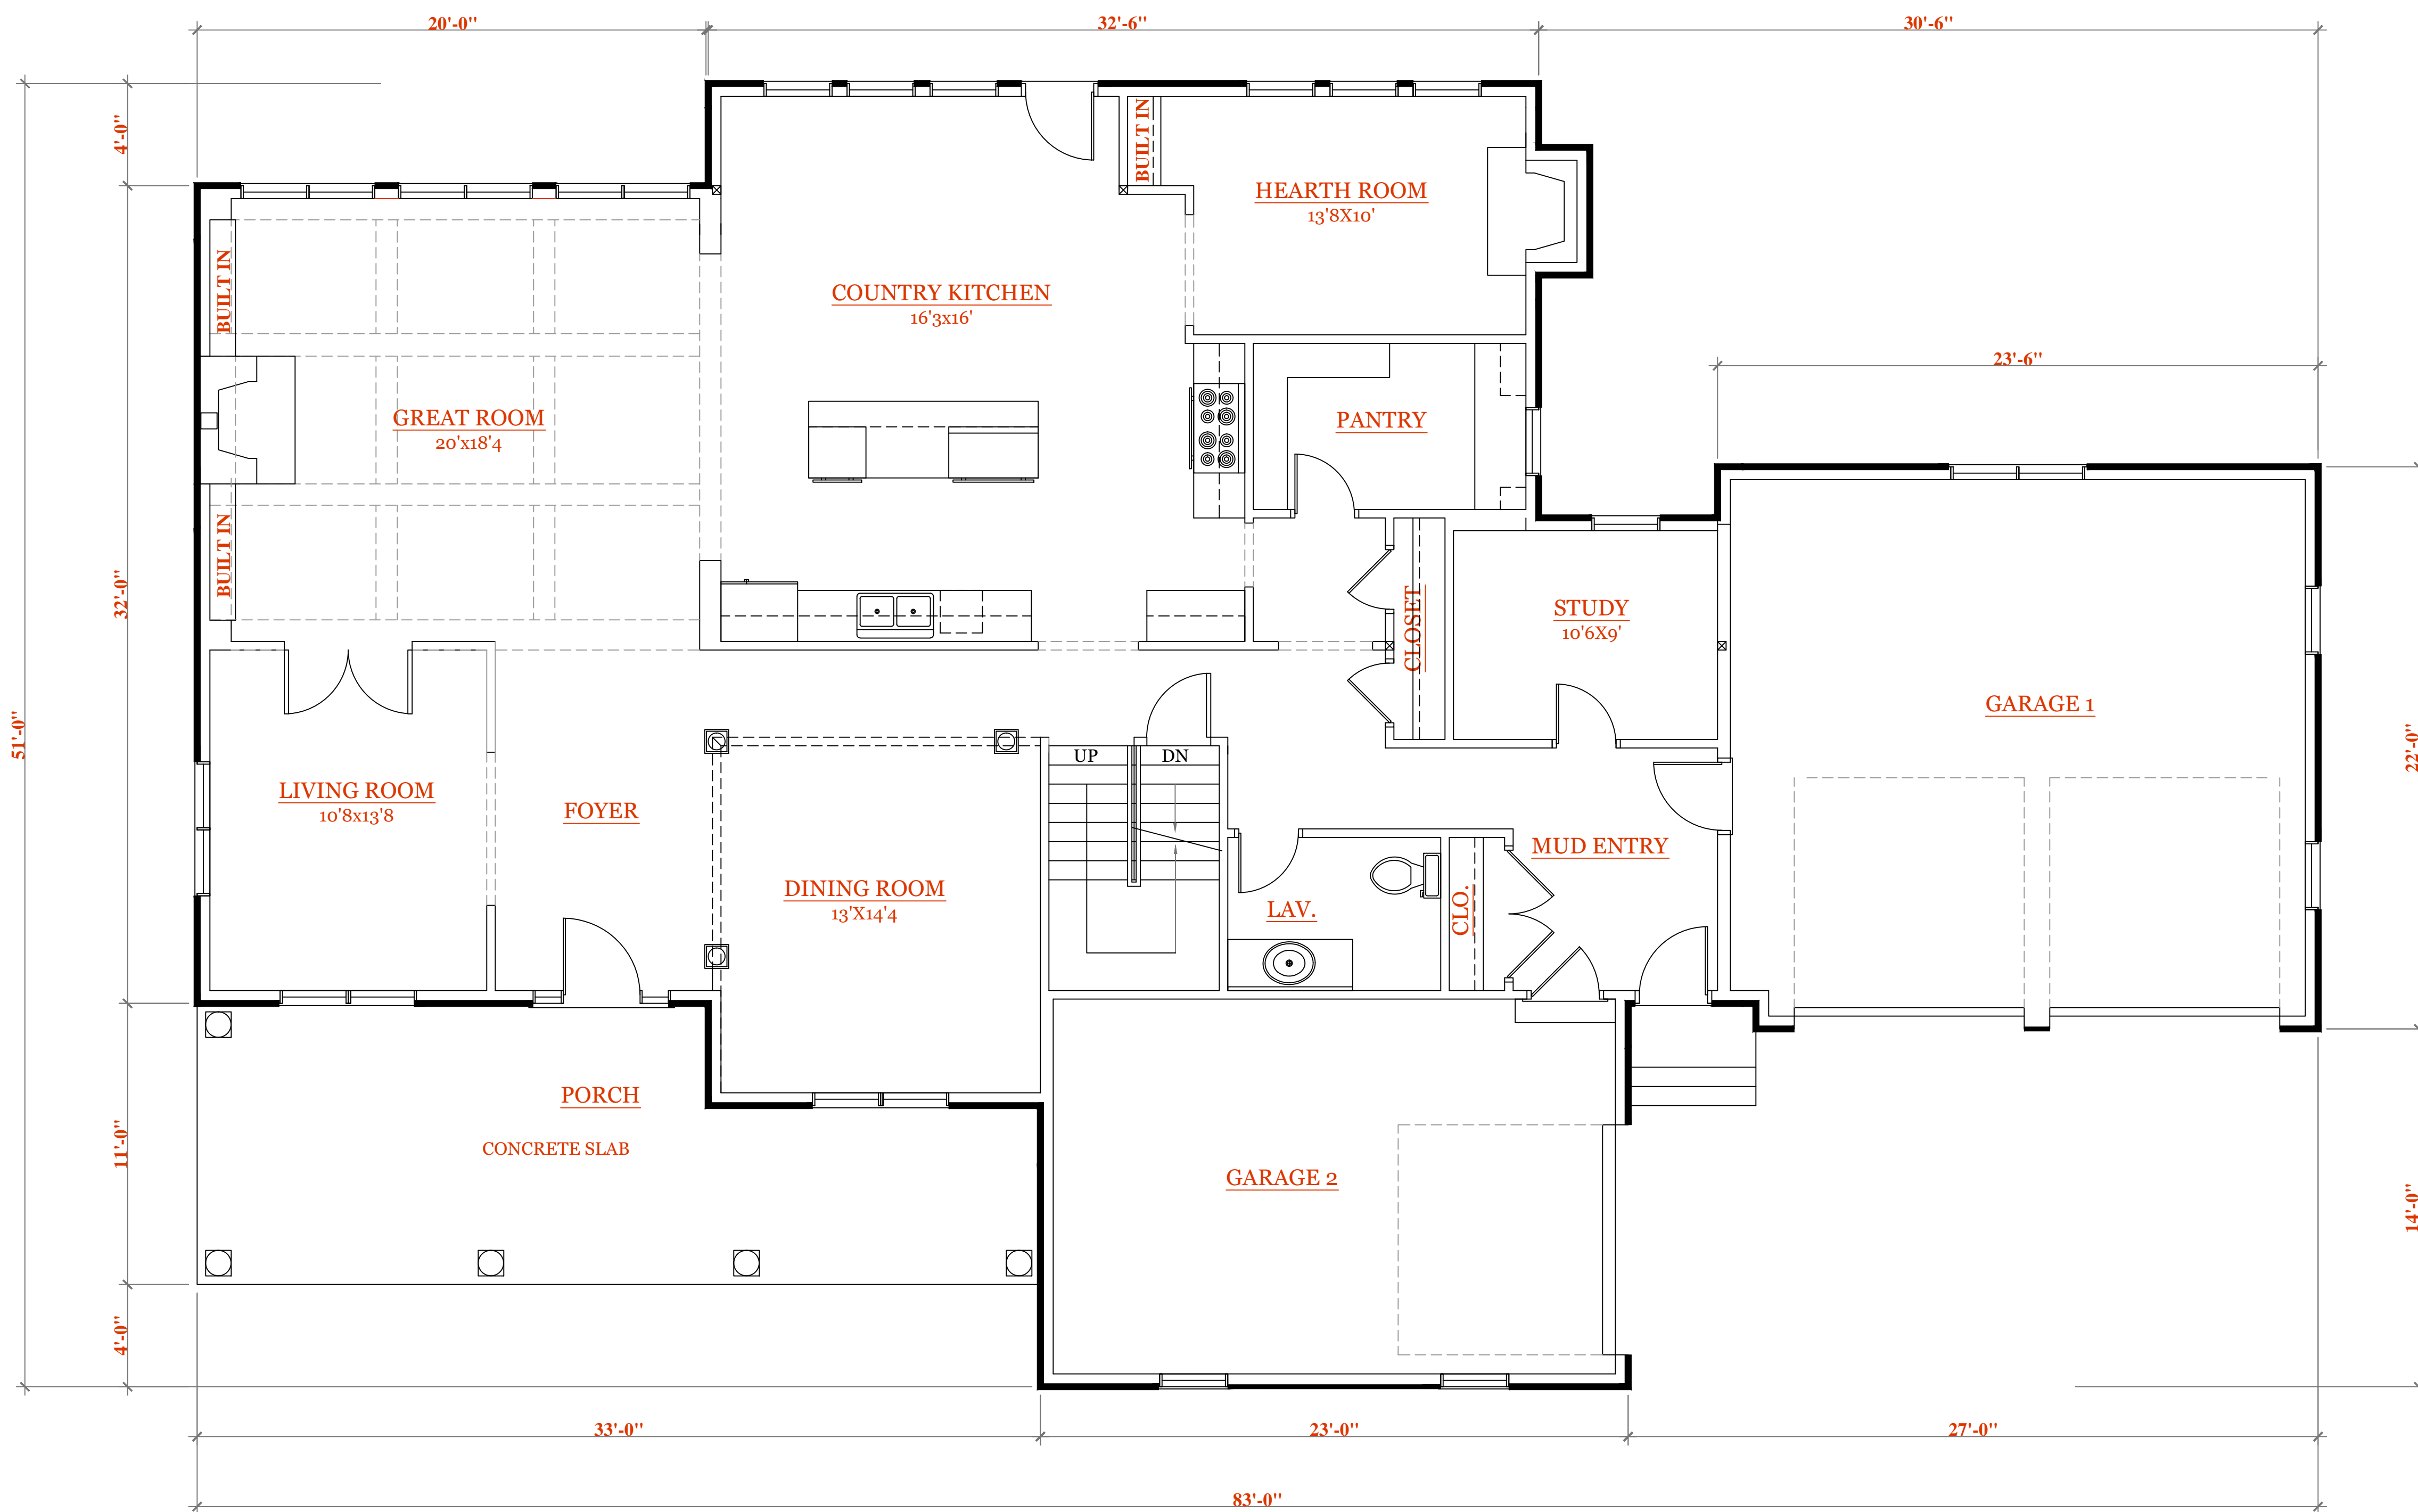 20'-0"
32'-6"
30'-6"
4'-0"
BUILT IN
HEARTH ROOM
13'8X10'
BUILT IN
COUNTRY KITCHEN
16'3x16'
23'-6"
GREAT ROOM
20'x18'4
PANTRY
BUILT IN
32'-0"
CLOSET
STUDY
10'6X9'
51'-0"
GARAGE 1
22'-0"
UP
DN
LIVING ROOM
10'8x13'8
FOYER
MUD ENTRY
DINING ROOM
13'X14'4
LAV.
CLO.
PORCH
CONCRETE SLAB
11'-0"
GARAGE 2
14'-0"
4'-0"
33'-0"
23'-0"
27'-0"
83'-0"